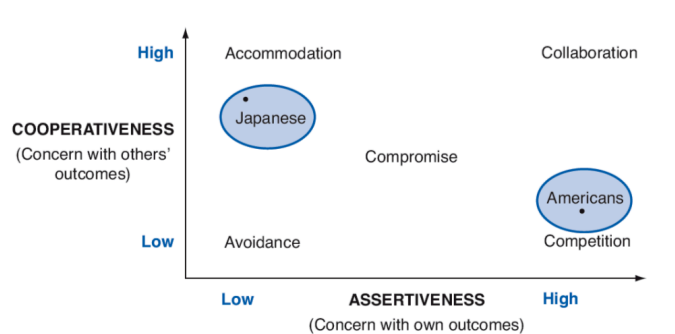 High
Accommodation
Collaboration
Japanese
COOPERATIVENESS
(Concern with others’
outcomes)
Compromise
Americans
Low
Avoidance
Competition
Low
ASSERTIVENESS
High
(Concern with own outcomes)